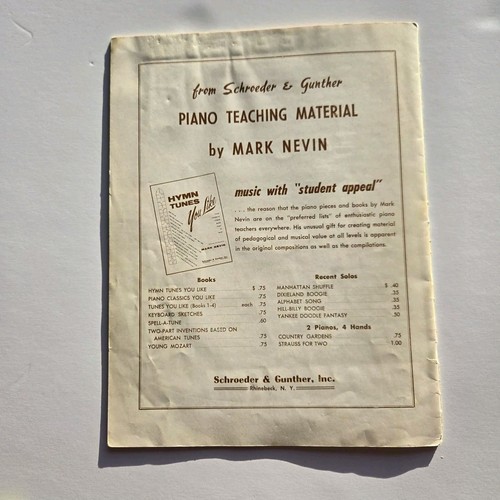 from Schroeder & Gunther
PIANO TEACHING MATERIAL
by MARK NEVIN
HYMN
TUNES
You Like
MARK NEVIN
music with "student appeal"
. . . the reason that the piano pieces and books by Mark
Nevin are on the "preferred lists" of enthusiastic piano
teachers everywhere. His unusual gift for creating material
of pedagogical and musical value at all levels is apparent
in the original compositions as well as the compilations.
Books
HYMN TUNES YOU LIKE $ .75
PIANO CLASSICS YOU LIKE .75
TUNES YOU LIKE (Books 1-4) each .75
KEYBOARD SKETCHES .75
SPELL-A-TUNE .60
TWO-PART INVENTIONS BASED ON
AMERICAN TUNES .75
YOUNG MOZART .75
Recent Solos
MANHATTAN SHUFFLE $ .40
DIXIELAND BOOGIE .35
ALPHABET SONG .35
HILL-BILLY BOOGIE .35
YANKEE DOODLE FANTASY .50
2 Pianos, 4 Hands
COUNTRY GARDENS .75
STRAUSS FOR TWO 1.00
Schroeder & Gunther, Inc.
Rhinebeck, N. Y.